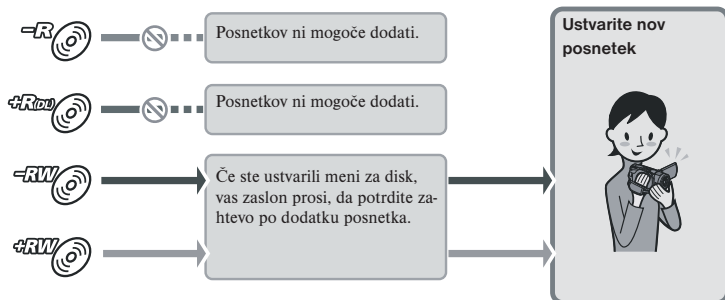 -R
Posnetkov ni mogoče dodati.
+R(DL)
Posnetkov ni mogoče dodati.
-RW
+RW
Če ste ustvarili meni za disk,
vas zaslon prosi, da potrdite za-
htevo po dodatku posnetka.
Ustvarite nov
posnetek